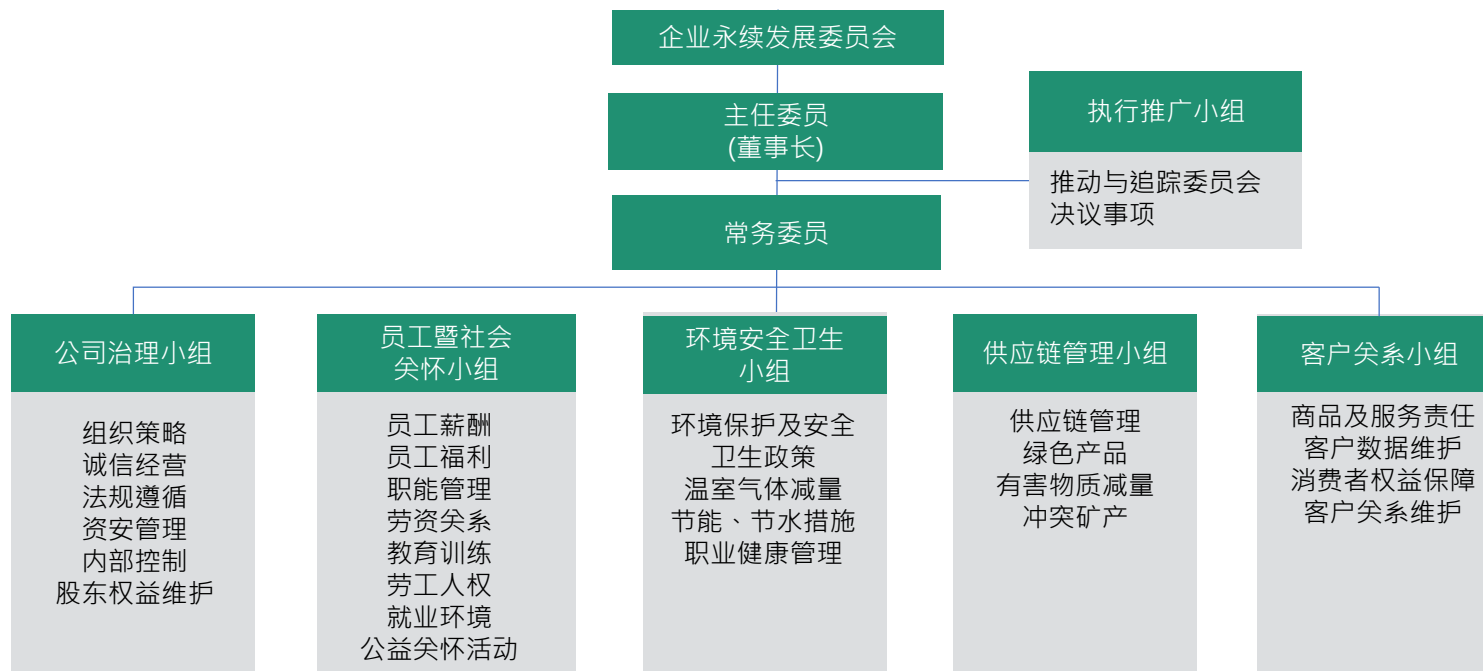 企业永续发展委员会
主任委员
(董事长)
执行推广小组
推动与追踪委员会
决议事项
常务委员
公司治理小组
组织策略
诚信经营
法规遵循
资安管理
内部控制
股东权益维护
员工暨社会
关怀小组
员工薪酬
员工福利
职能管理
劳资关系
教育训练
劳工人权
就业环境
公益关怀活动
环境安全卫生
小组
环境保护及安全
卫生政策
温室气体减量
节能、节水措施
职业健康管理
供应链管理小组
供应链管理
绿色产品
有害物质减量
冲突矿产
客户关系小组
商品及服务责任
客户数据维护
消费者权益保障
客户关系维护